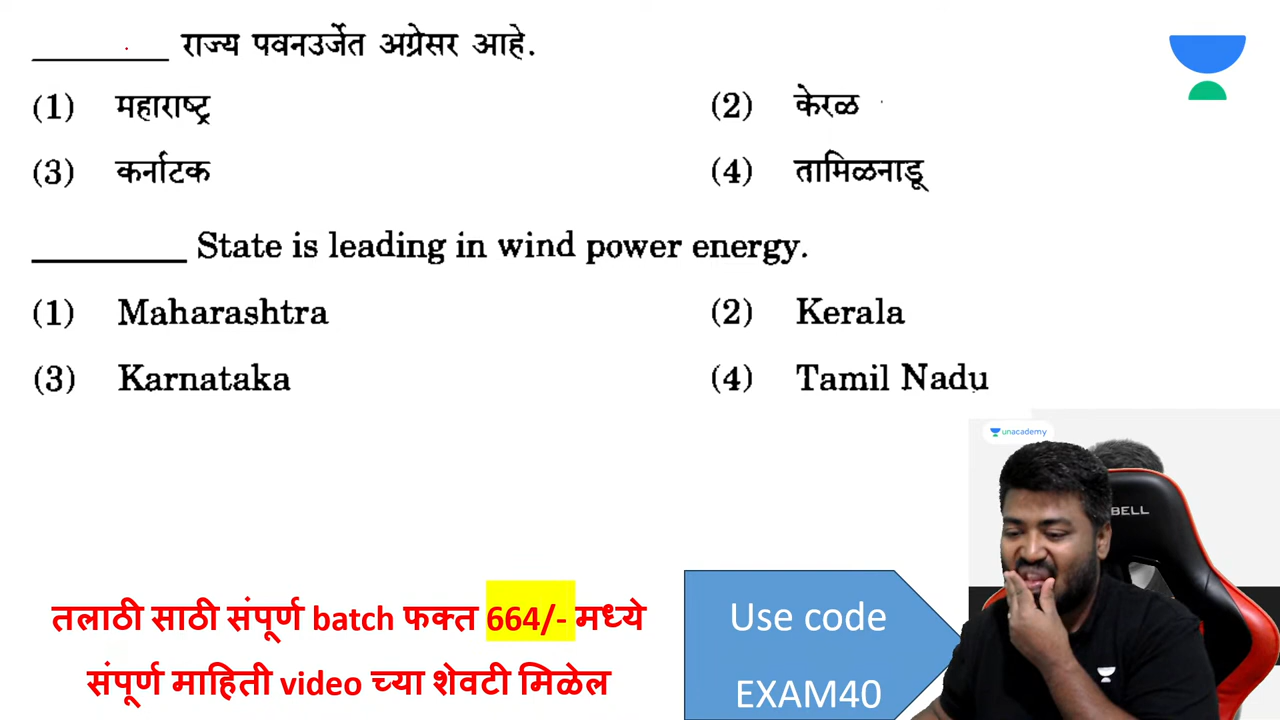 ________ राज्य पवनउर्जेत अग्रेसर आहे.
(1) महाराष्ट्र (2) केरळ
(3) कर्नाटक (4) तामिळनाडू
________ State is leading in wind power energy.
(1) Maharashtra (2) Kerala
(3) Karnataka (4) Tamil Nadu
unacademy
BELL
तलाठी साठी संपूर्ण batch फक्त 664/- मध्ये
संपूर्ण माहिती video च्या शेवटी मिळेल
Use code
EXAM40